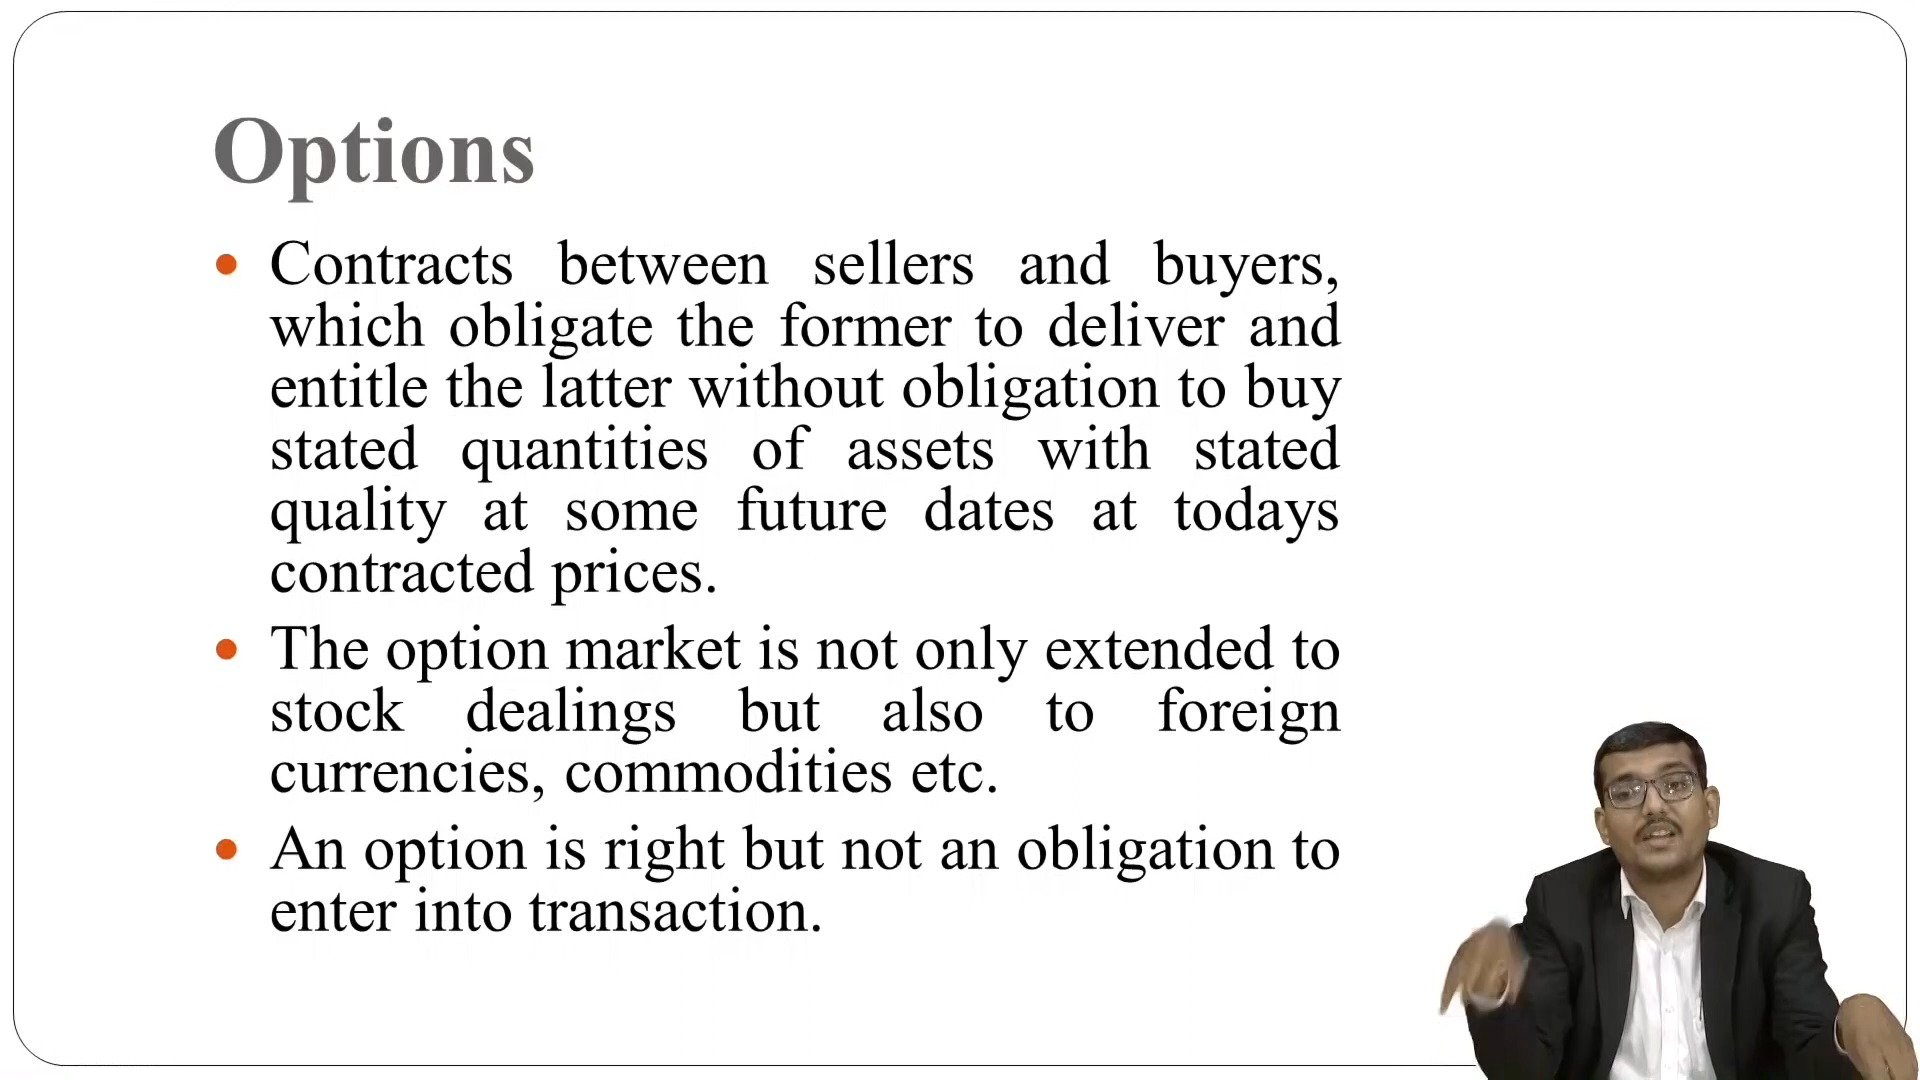 Options
Contracts between sellers and buyers,
which obligate the former to deliver and
entitle the latter without obligation to buy
stated quantities of assets with stated
quality at some future dates at todays
contracted prices.
The option market is not only extended to
stock dealings but also to foreign
currencies, commodities etc.
An option is right but not an obligation to
enter into transaction.